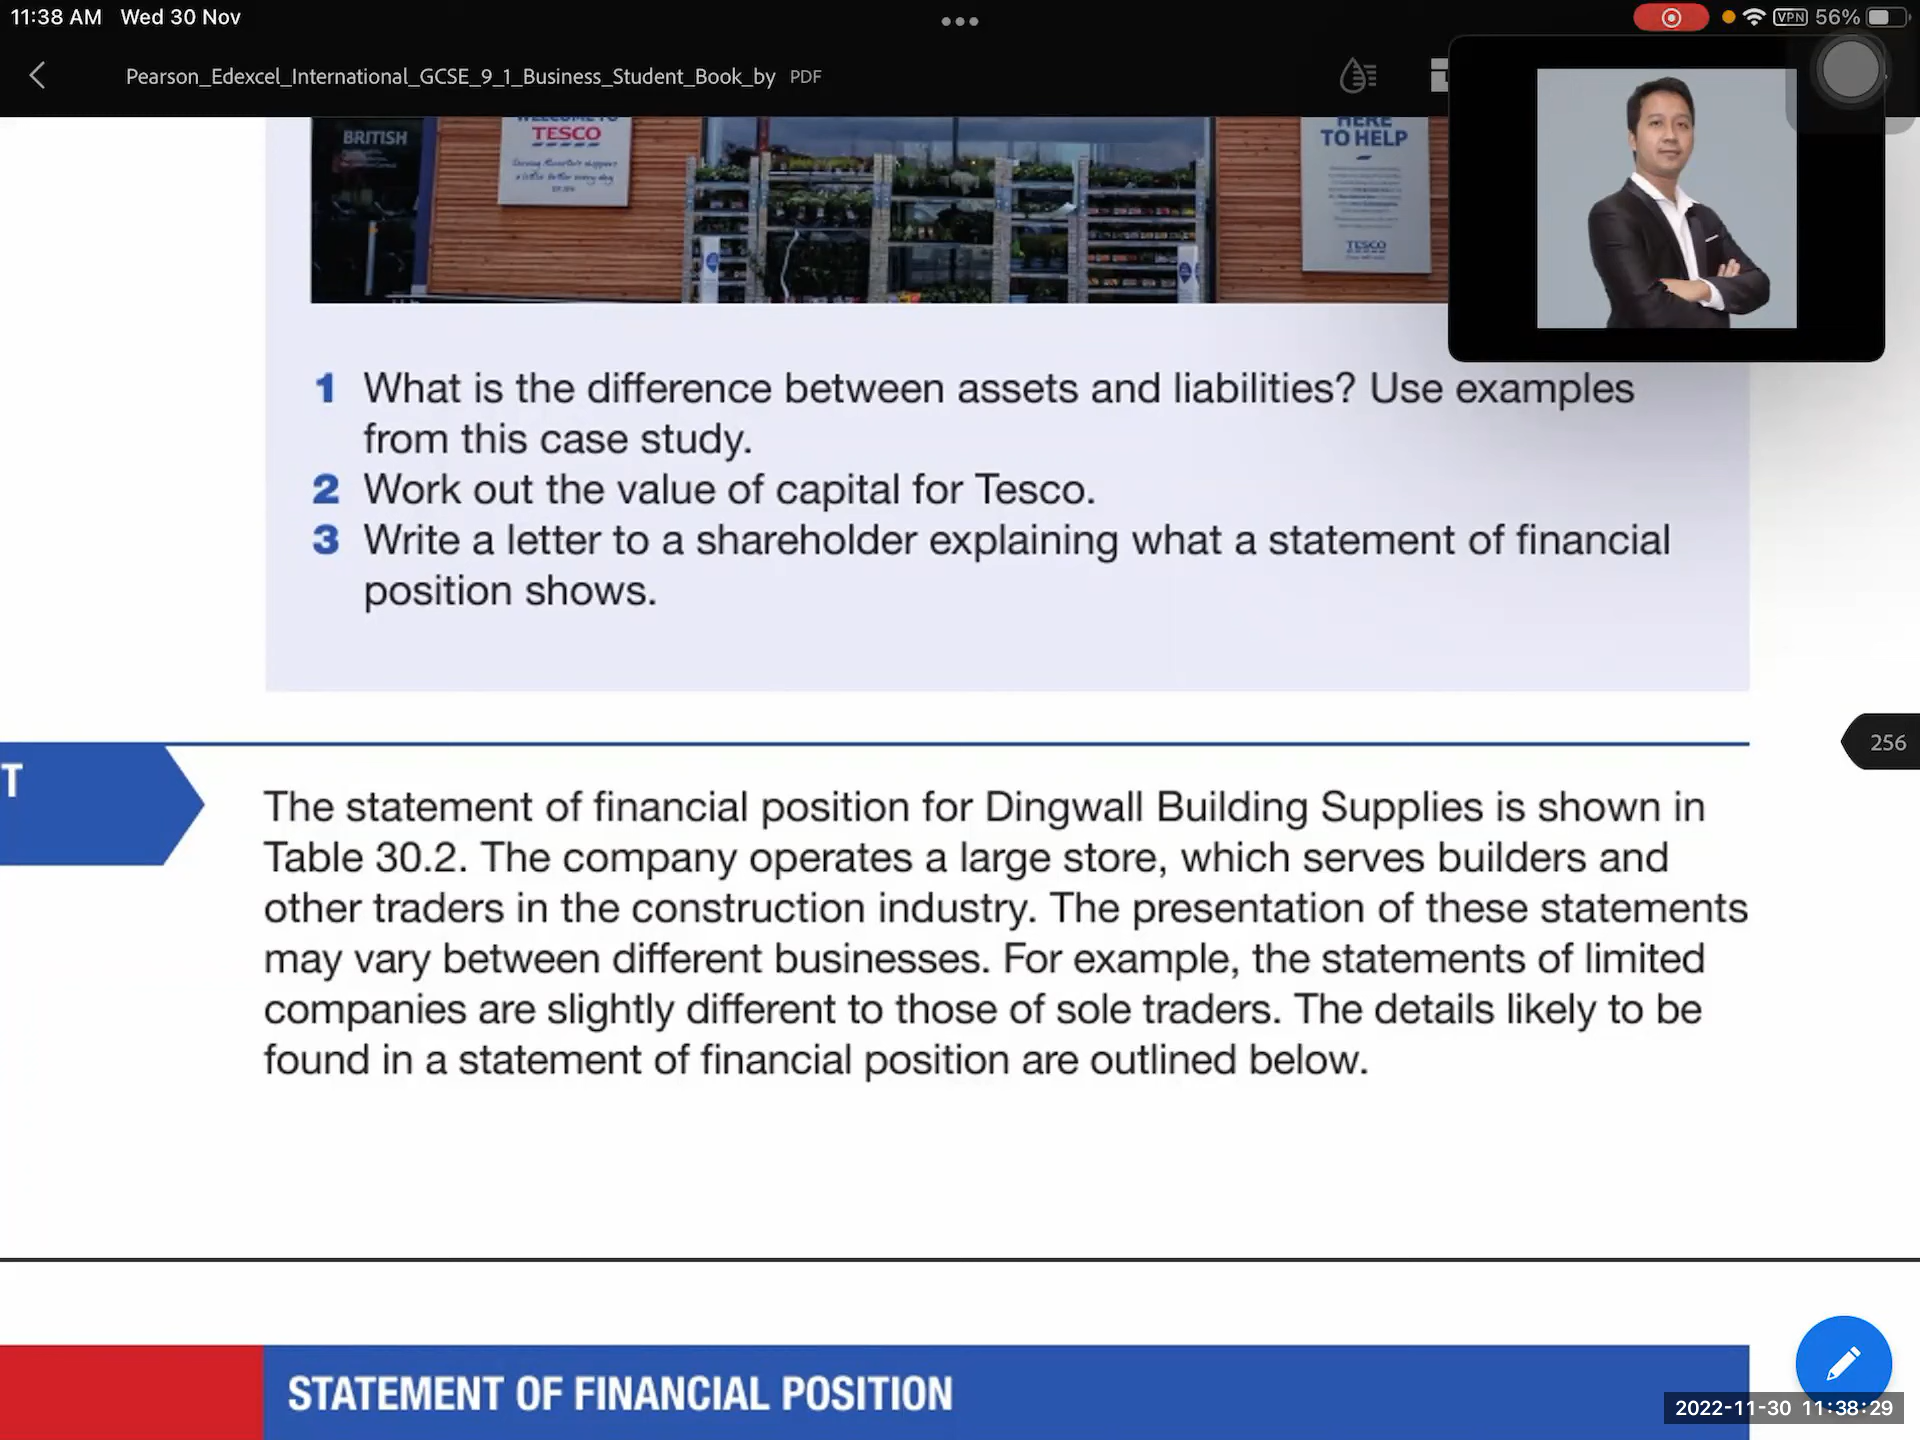 11:38 AM Wed 30 Nov
VPN 56%
Pearson_Edexcel_International_GCSE_9_1_Business_Student_Book_by PDF
BRITISH
WELCOME TO
TESCO
HERE
TO HELP
TESCO
1 What is the difference between assets and liabilities? Use examples
from this case study.
2 Work out the value of capital for Tesco.
3 Write a letter to a shareholder explaining what a statement of financial
position shows.
256
T
The statement of financial position for Dingwall Building Supplies is shown in
Table 30.2. The company operates a large store, which serves builders and
other traders in the construction industry. The presentation of these statements
may vary between different businesses. For example, the statements of limited
companies are slightly different to those of sole traders. The details likely to be
found in a statement of financial position are outlined below.
STATEMENT OF FINANCIAL POSITION
2022-11-30 11:38:29